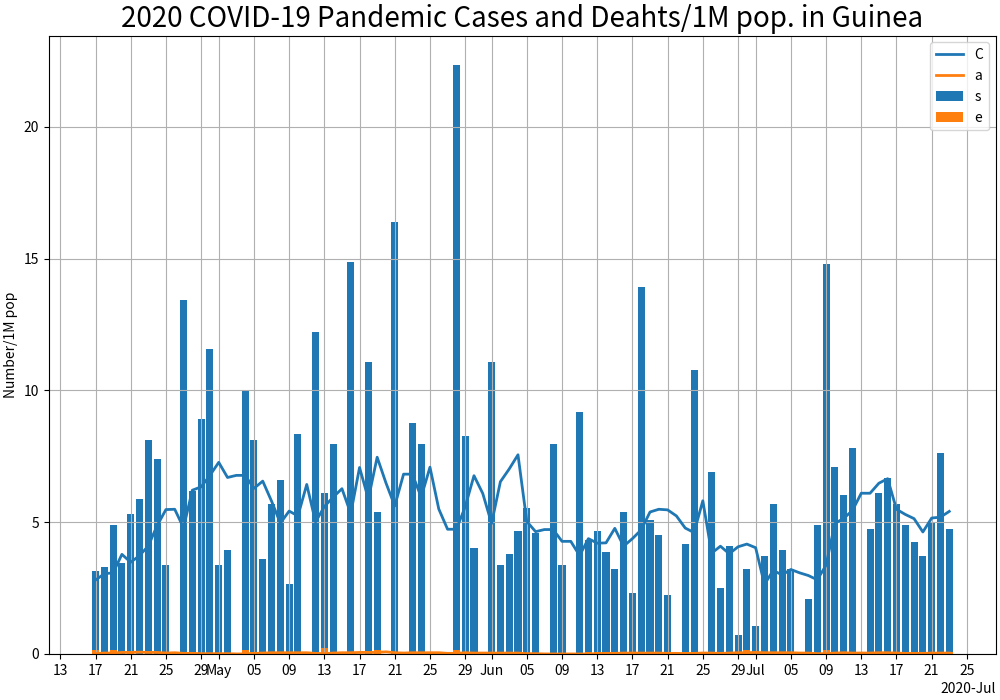 2020 COVID-19 Pandemic Cases and Deahts/1M pop. in Guinea
C
a
s
e
Number/1M pop
20
15
10
5
0
13 17 21 25 29 May 05 09 13 17 21 25 29 Jun 05 09 13 17 21 25 29 Jul 05 09 13 17 21 25
2020-Jul